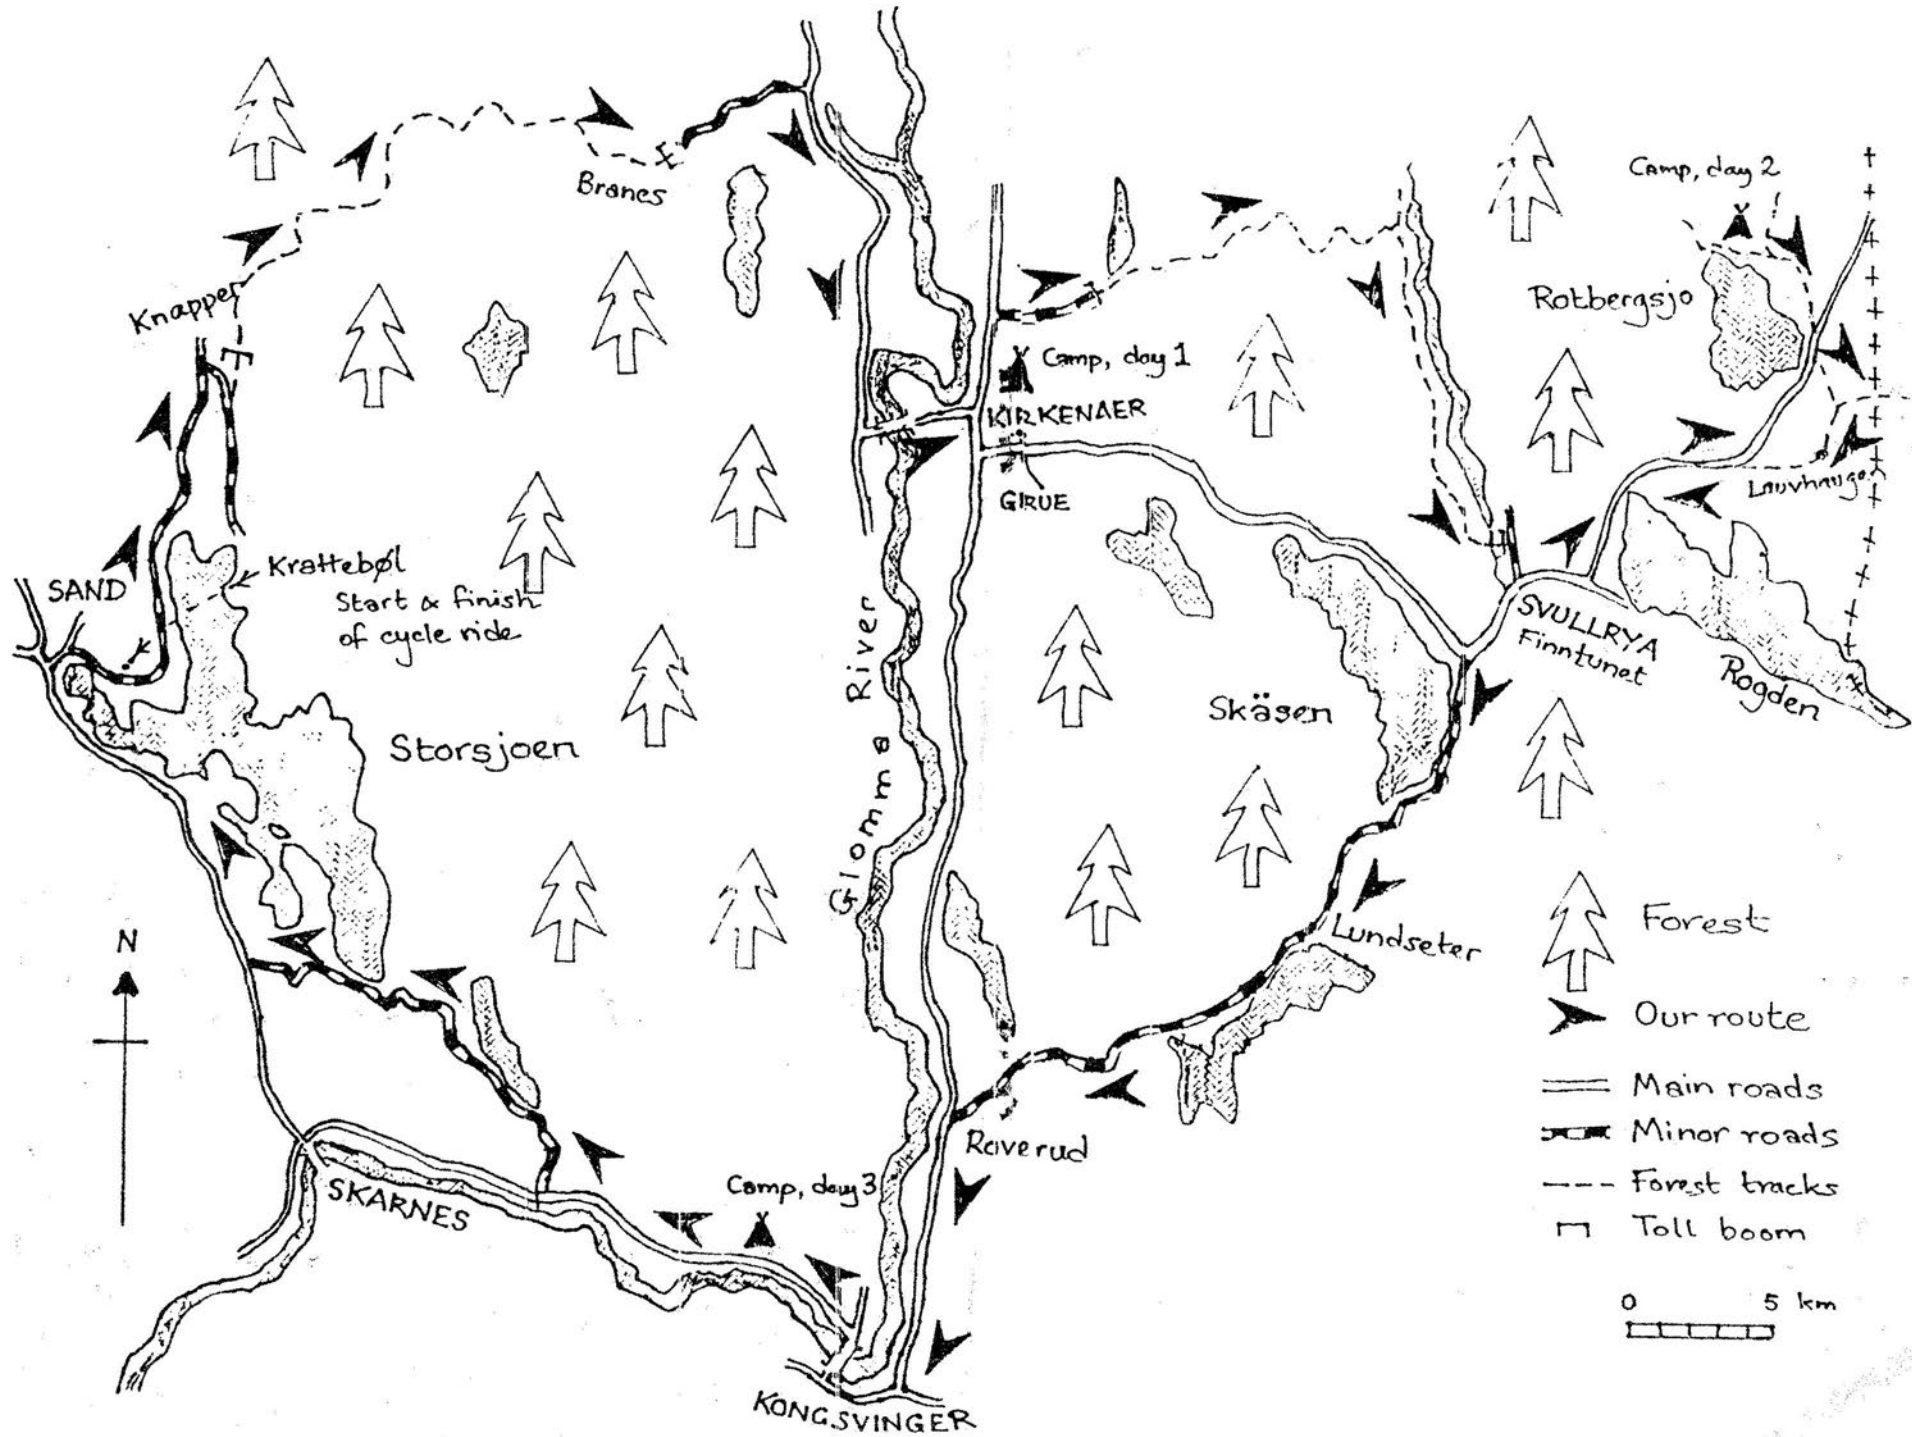 Camp, day 2
Branes
Rotbergsjo
Knapper
Camp, day 1
KIRKENAER
GIRUE
Lauvhaugen
Krattebøl
SAND
Start & finish
of cycle ride
SVULLRYA
Finntunet
Rogden
Glomma River
Skäsen
Storsjoen
Lundseter
Forest
N
Our route
Main roads
Minor roads
Raverud
Forest tracks
Camp, day 3
SKARNES
Toll boom
0 5 km
KONGSVINGER